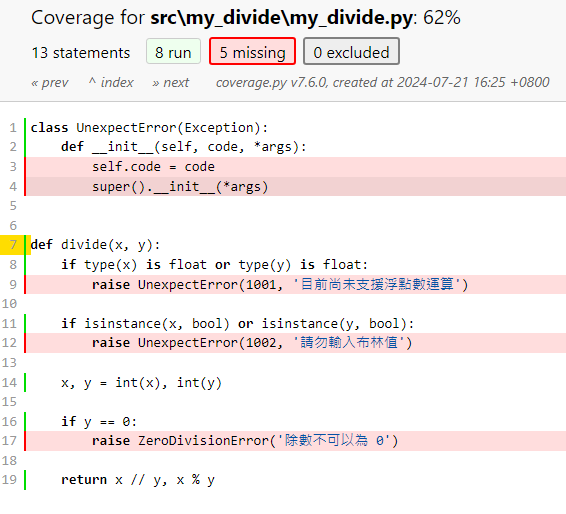 Coverage for src\my_divide\my_divide.py: 62%
13 statements 8 run 5 missing 0 excluded
« prev ^ index » next coverage.py v7.6.0, created at 2024-07-21 16:25 +0800
1 class UnexpectError(Exception):
2     def __init__(self, code, *args):
3         self.code = code
4         super().__init__(*args)
5
6
7 def divide(x, y):
8     if type(x) is float or type(y) is float:
9         raise UnexpectError(1001, '目前尚未支援浮點數運算')
10
11     if isinstance(x, bool) or isinstance(y, bool):
12         raise UnexpectError(1002, '請勿輸入布林值')
13
14     x, y = int(x), int(y)
15
16     if y == 0:
17         raise ZeroDivisionError('除數不可以為 0')
18
19     return x // y, x % y